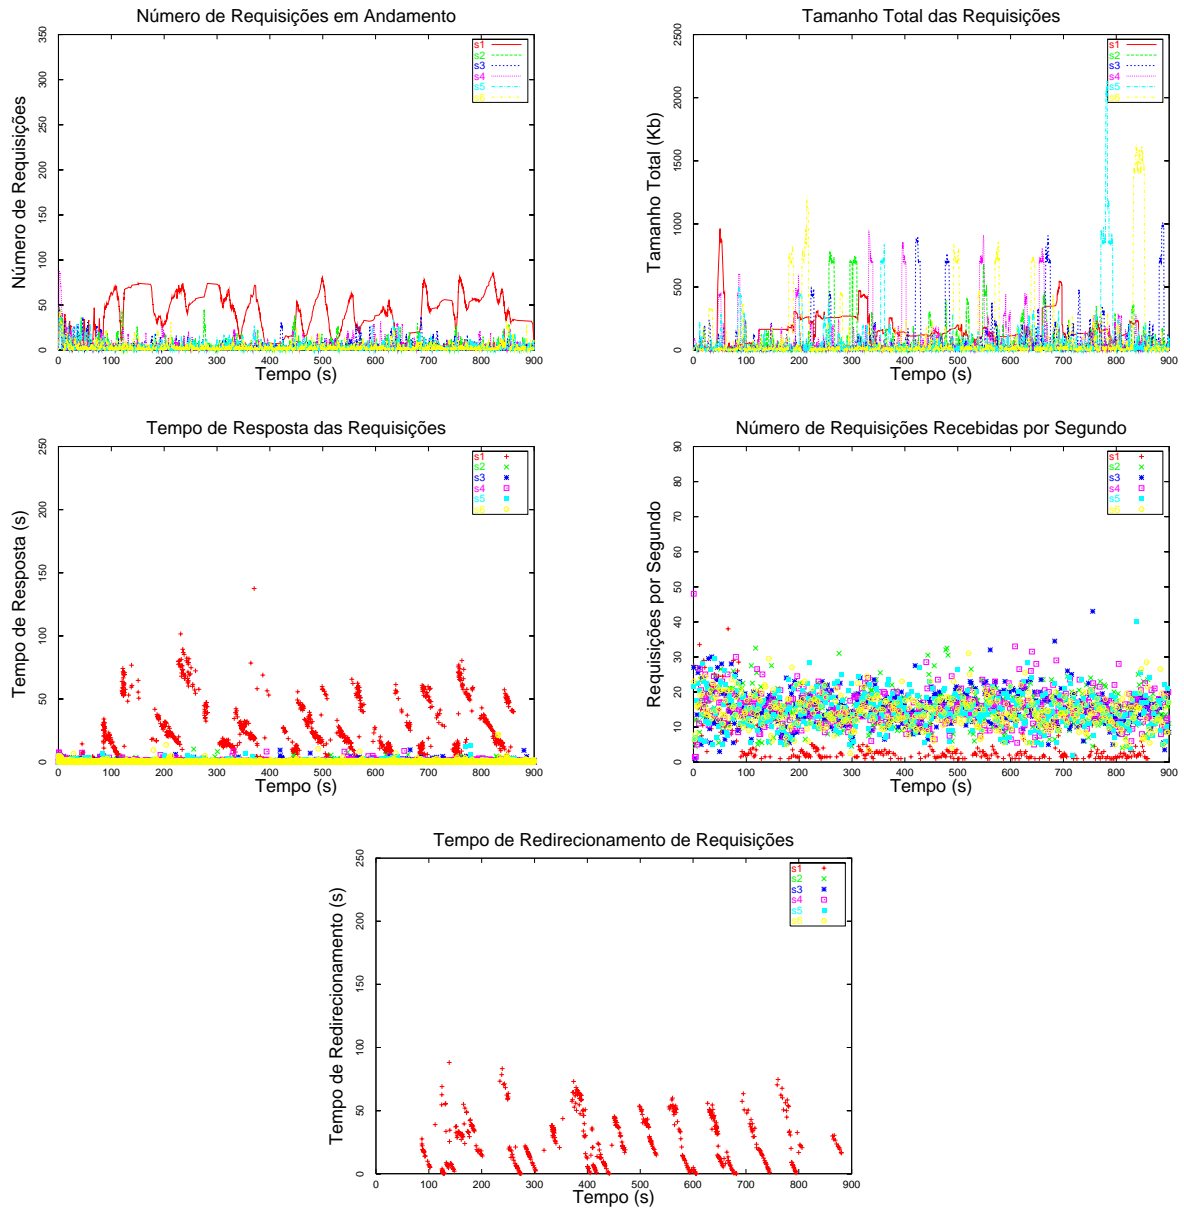 Número de Requisições em Andamento
Número de Requisições
350
300
250
200
150
100
50
0
s1
s2
s3
s4
s5
s6
0 100 200 300 400 500 600 700 800 900
Tempo (s)
Tamanho Total das Requisições
Tamanho Total (Kb)
2500
2000
1500
1000
500
0
s1
s2
s3
s4
s5
s6
0 100 200 300 400 500 600 700 800 900
Tempo (s)
Tempo de Resposta das Requisições
Tempo de Resposta (s)
250
200
150
100
50
0
s1
s2
s3
s4
s5
s6
0 100 200 300 400 500 600 700 800 900
Tempo (s)
Número de Requisições Recebidas por Segundo
Requisições por Segundo
90
80
70
60
50
40
30
20
10
0
s1
s2
s3
s4
s5
s6
0 100 200 300 400 500 600 700 800 900
Tempo (s)
Tempo de Redirecionamento de Requisições
Tempo de Redirecionamento (s)
250
200
150
100
50
0
s1
s2
s3
s4
s5
s6
0 100 200 300 400 500 600 700 800 900
Tempo (s)